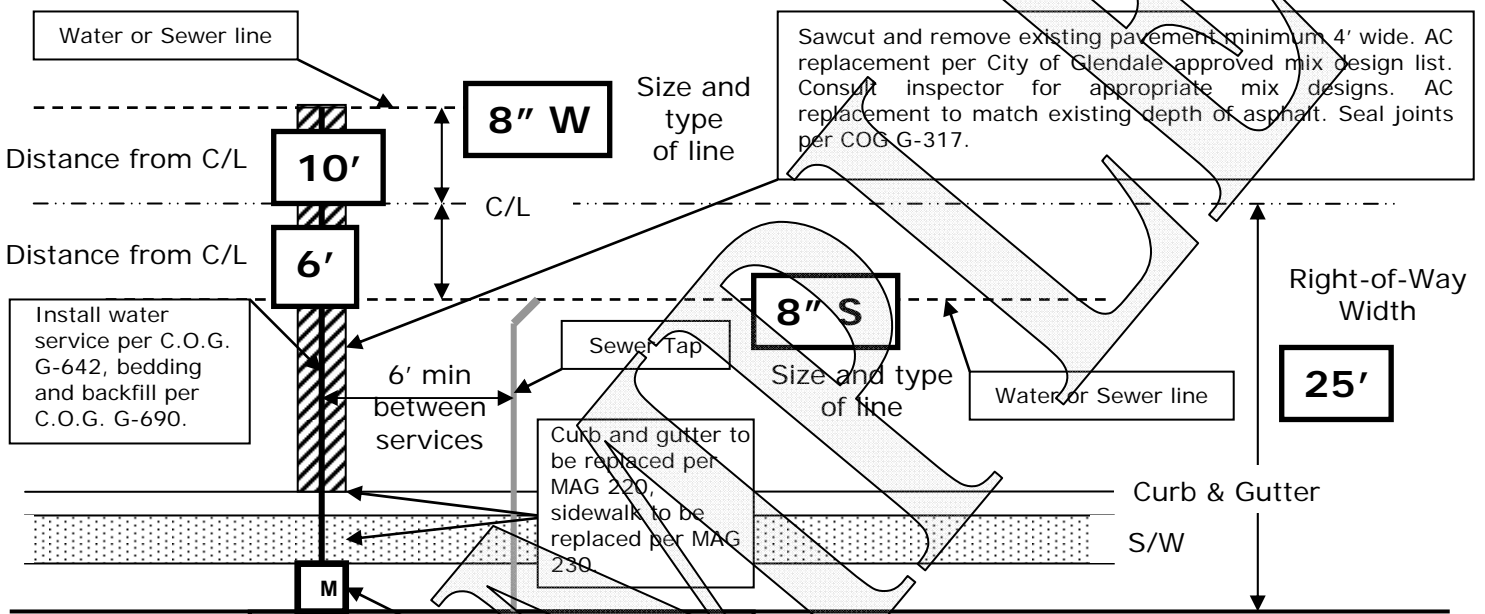 Water or Sewer line
8” W
Size and
type
of line
Sawcut and remove existing pavement minimum 4’ wide. AC
replacement per City of Glendale approved mix design list.
Consult inspector for appropriate mix designs. AC
replacement to match existing depth of asphalt. Seal joints
per COG G-317.
Distance from C/L
10’
C/L
Distance from C/L
6’
8” S
Size and type
of line
Right-of-Way
Width
25’
Install water
service per C.O.G.
G-642, bedding
and backfill per
C.O.G. G-690.
6’ min
between
services
Sewer Tap
Water or Sewer line
Curb and gutter to
be replaced per
MAG 220,
sidewalk to be
replaced per MAG
230.
Curb & Gutter
S/W
M